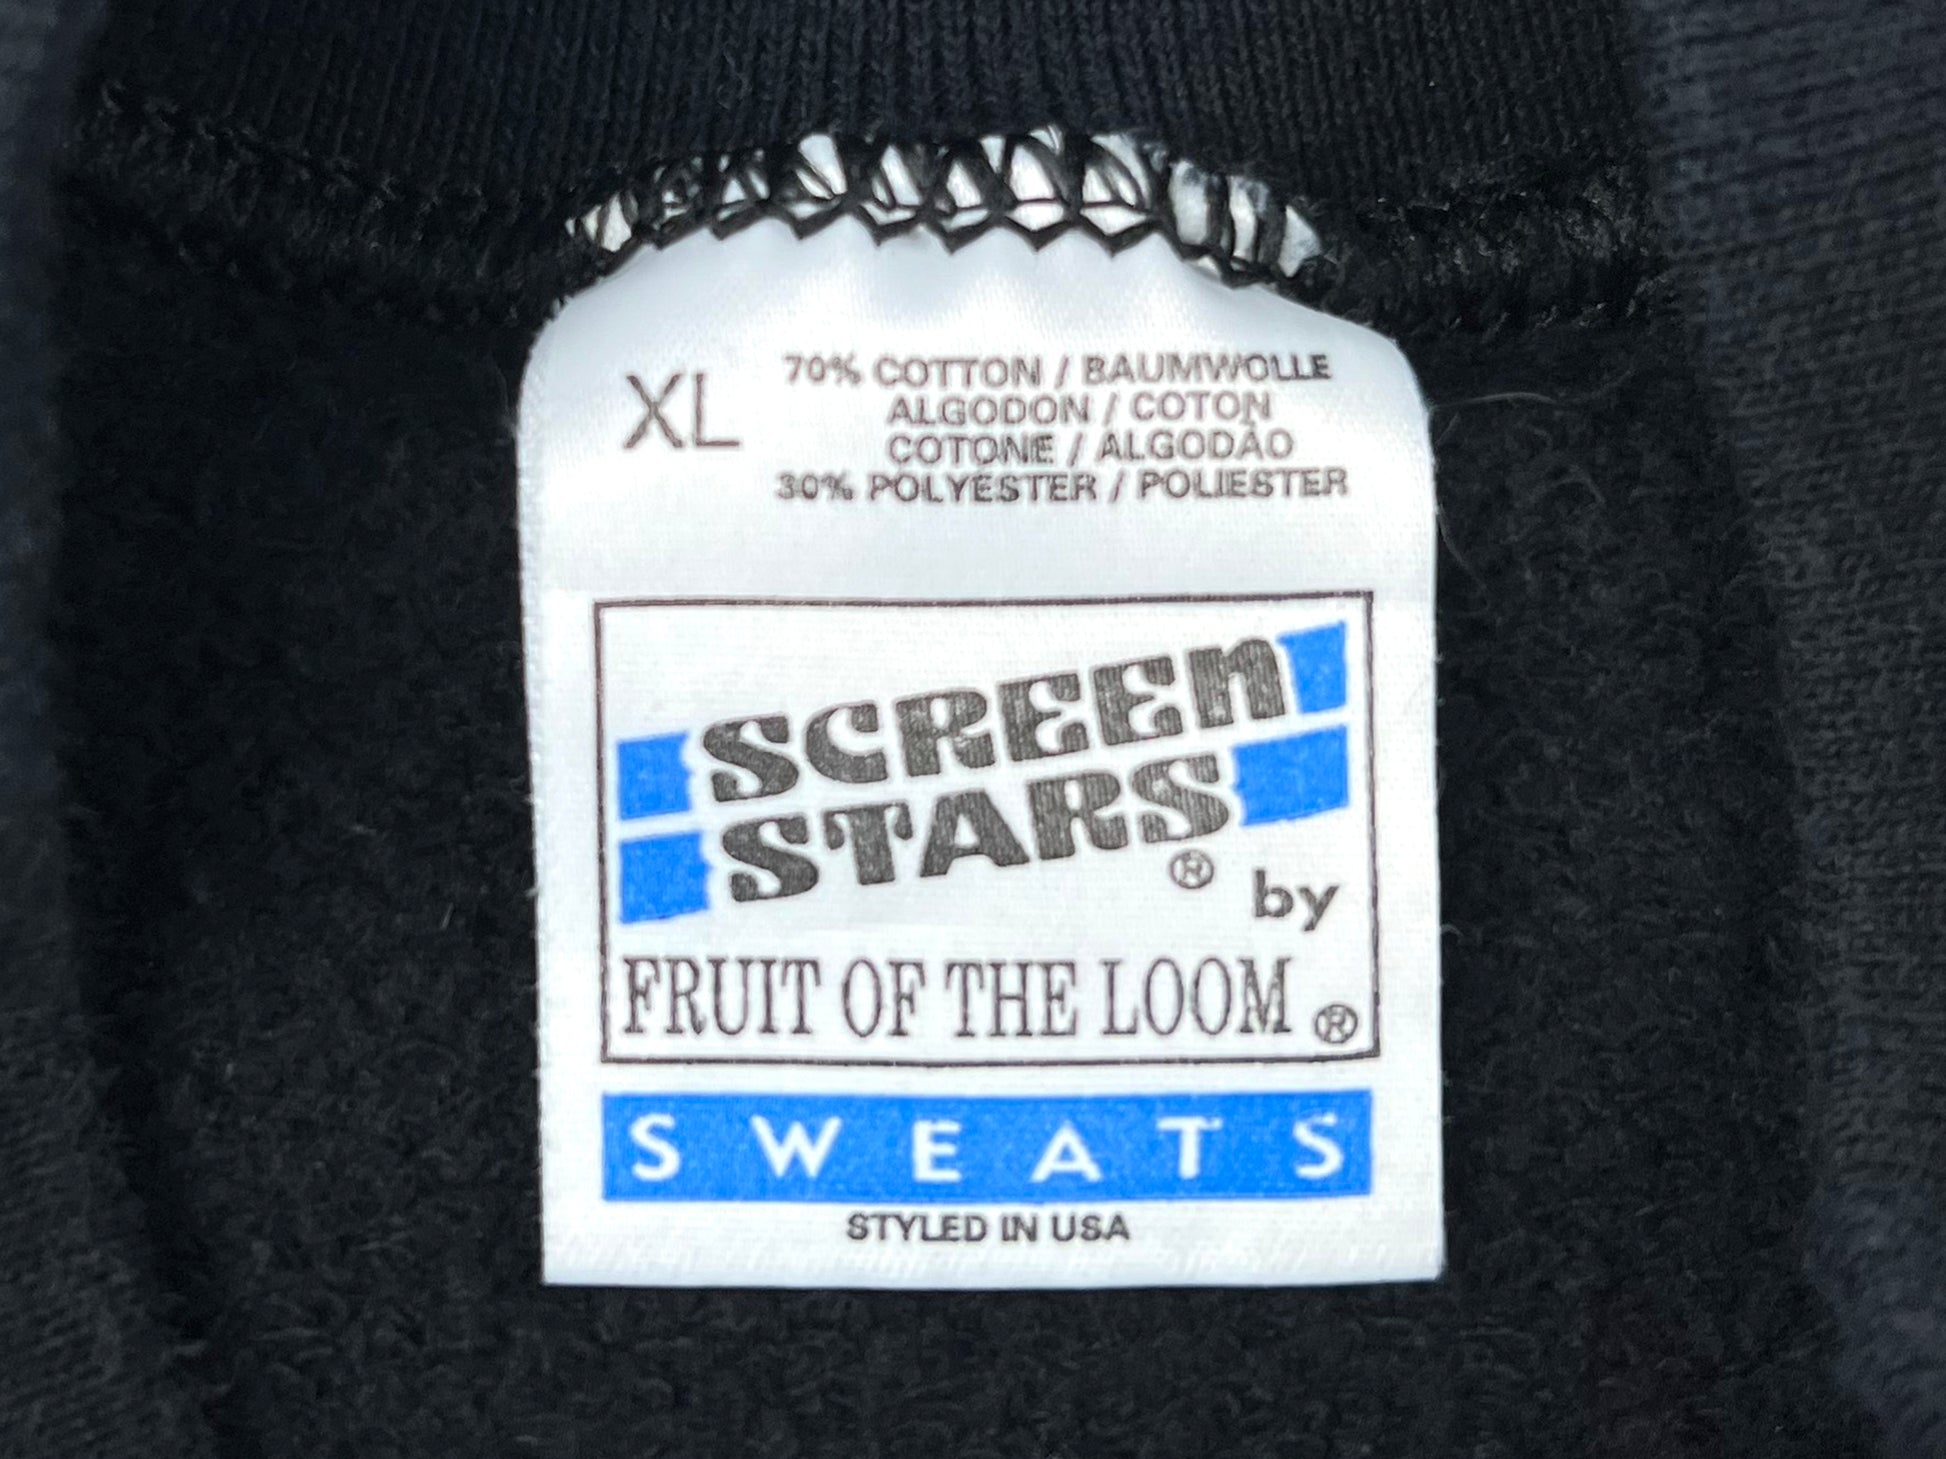 XL
70% COTTON / BAUMWOLLE
ALGODON / COTON
COTONE / ALGODÃO
30% POLYESTER / POLIESTER
SCREEN
STARS® by
FRUIT OF THE LOOM®
SWEATS
STYLED IN USA